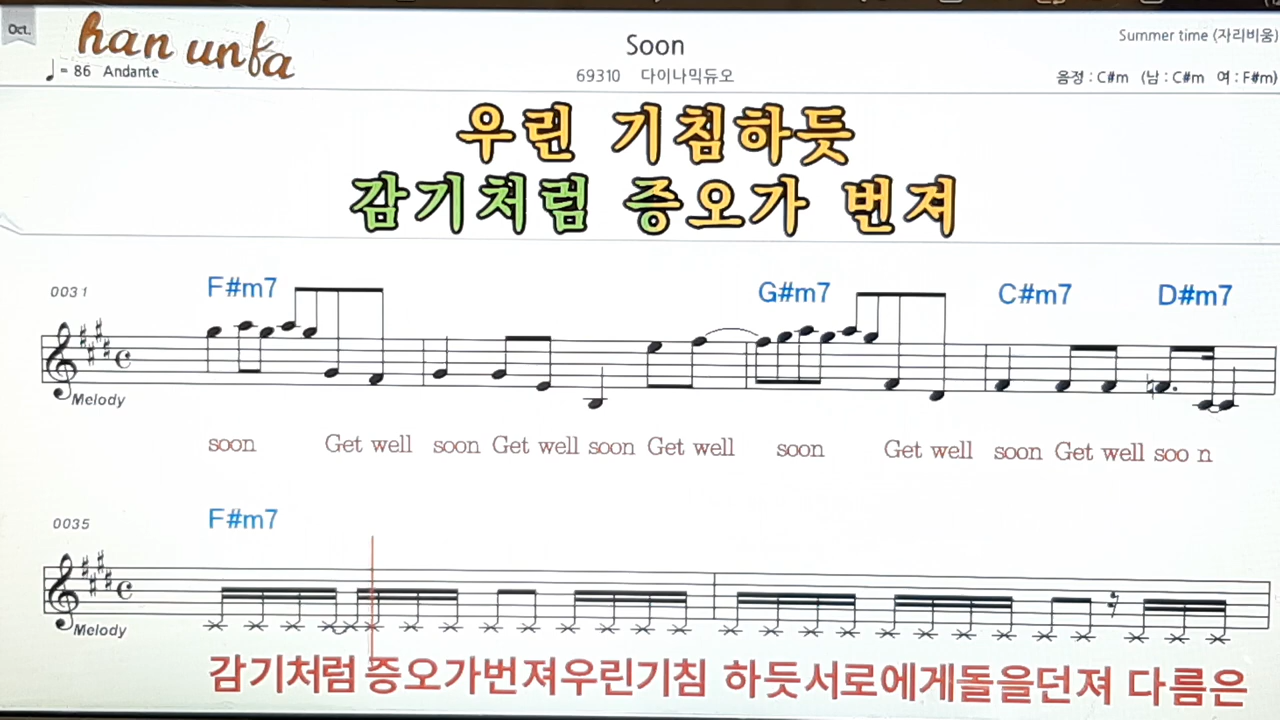 Oct.
han unfa
♩= 86 Andante
Soon
69310 다이나믹듀오
Summer time (자리비움)
음정 : C#m (남 : C#m 여 : F#m)
우린 기침하듯
감기처럼 증오가 번져
0031 F#m7 G#m7 C#m7 D#m7
Melody
soon Get well soon Get well soon Get well soon Get well soon Get well soo n
0035 F#m7
Melody
감기처럼 증오가번져우린기침 하듯서로에게돌을던져 다름은